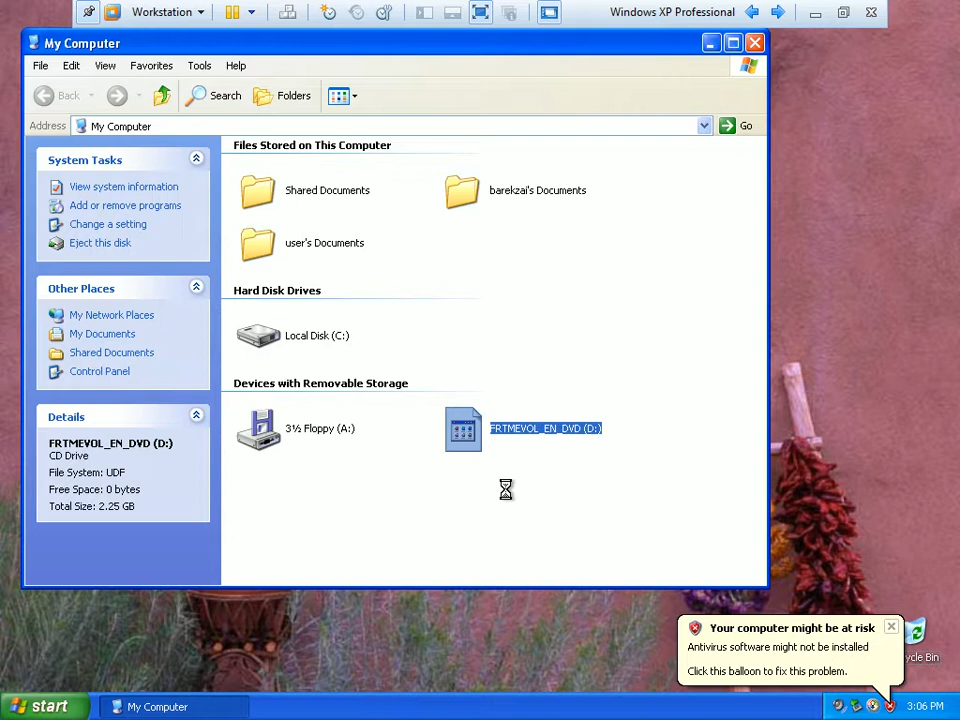 Workstation
Windows XP Professional
My Computer
File Edit View Favorites Tools Help
Back Search Folders
Address My Computer Go
System Tasks
View system information
Add or remove programs
Change a setting
Eject this disk
Other Places
My Network Places
My Documents
Shared Documents
Control Panel
Details
FRTMEVOL_EN_DVD (D:)
CD Drive
File System: UDF
Free Space: 0 bytes
Total Size: 2.25 GB
Files Stored on This Computer
Shared Documents
barekzai's Documents
user's Documents
Hard Disk Drives
Local Disk (C:)
Devices with Removable Storage
3½ Floppy (A:)
FRTMEVOL_EN_DVD (D:)
Your computer might be at risk
Antivirus software might not be installed
Click this balloon to fix this problem.
cycle Bin
start
My Computer
3:06 PM